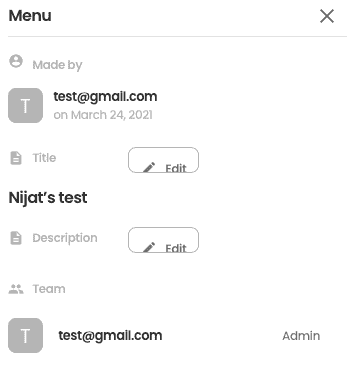 Menu
Made by
T
test@gmail.com
on March 24, 2021
Title
Edit
Nijat’s test
Description
Edit
Team
T
test@gmail.com
Admin